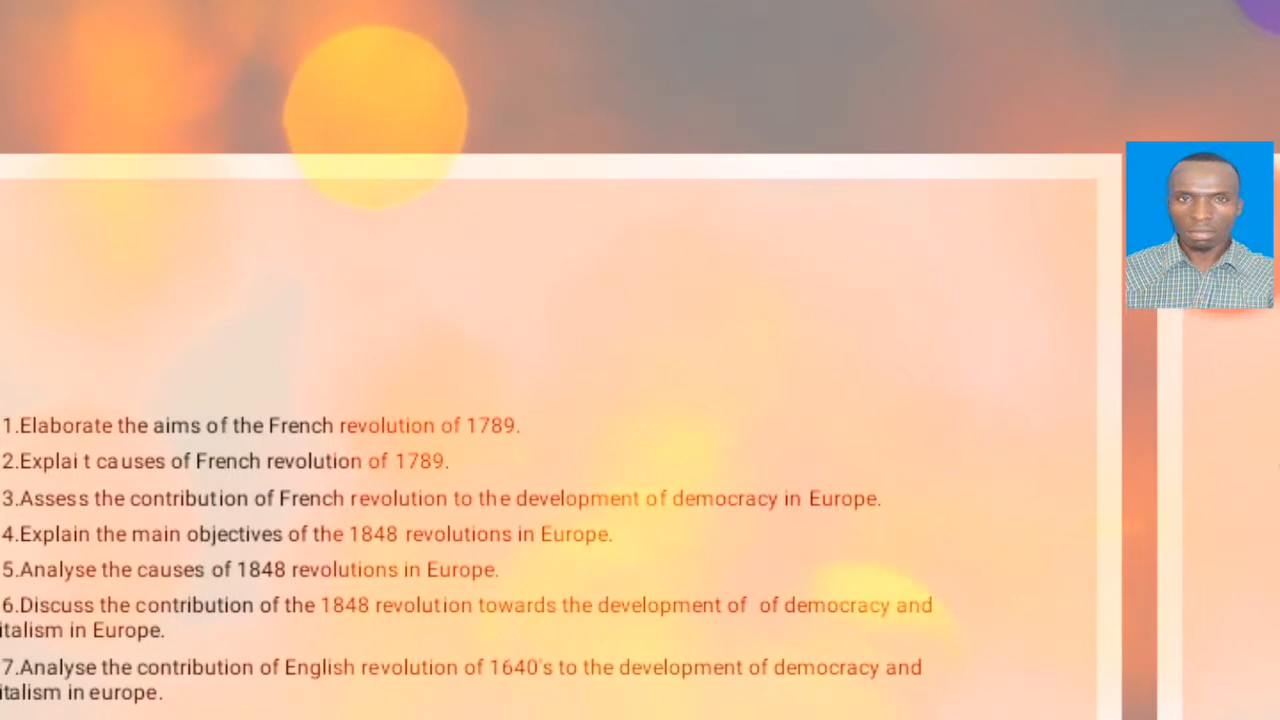 1.Elaborate the aims of the French revolution of 1789.
2.Explai t causes of French revolution of 1789.
3.Assess the contribution of French revolution to the development of democracy in Europe.
4.Explain the main objectives of the 1848 revolutions in Europe.
5.Analyse the causes of 1848 revolutions in Europe.
6.Discuss the contribution of the 1848 revolution towards the development of of democracy and
italism in Europe.
7.Analyse the contribution of English revolution of 1640's to the development of democracy and
italism in europe.